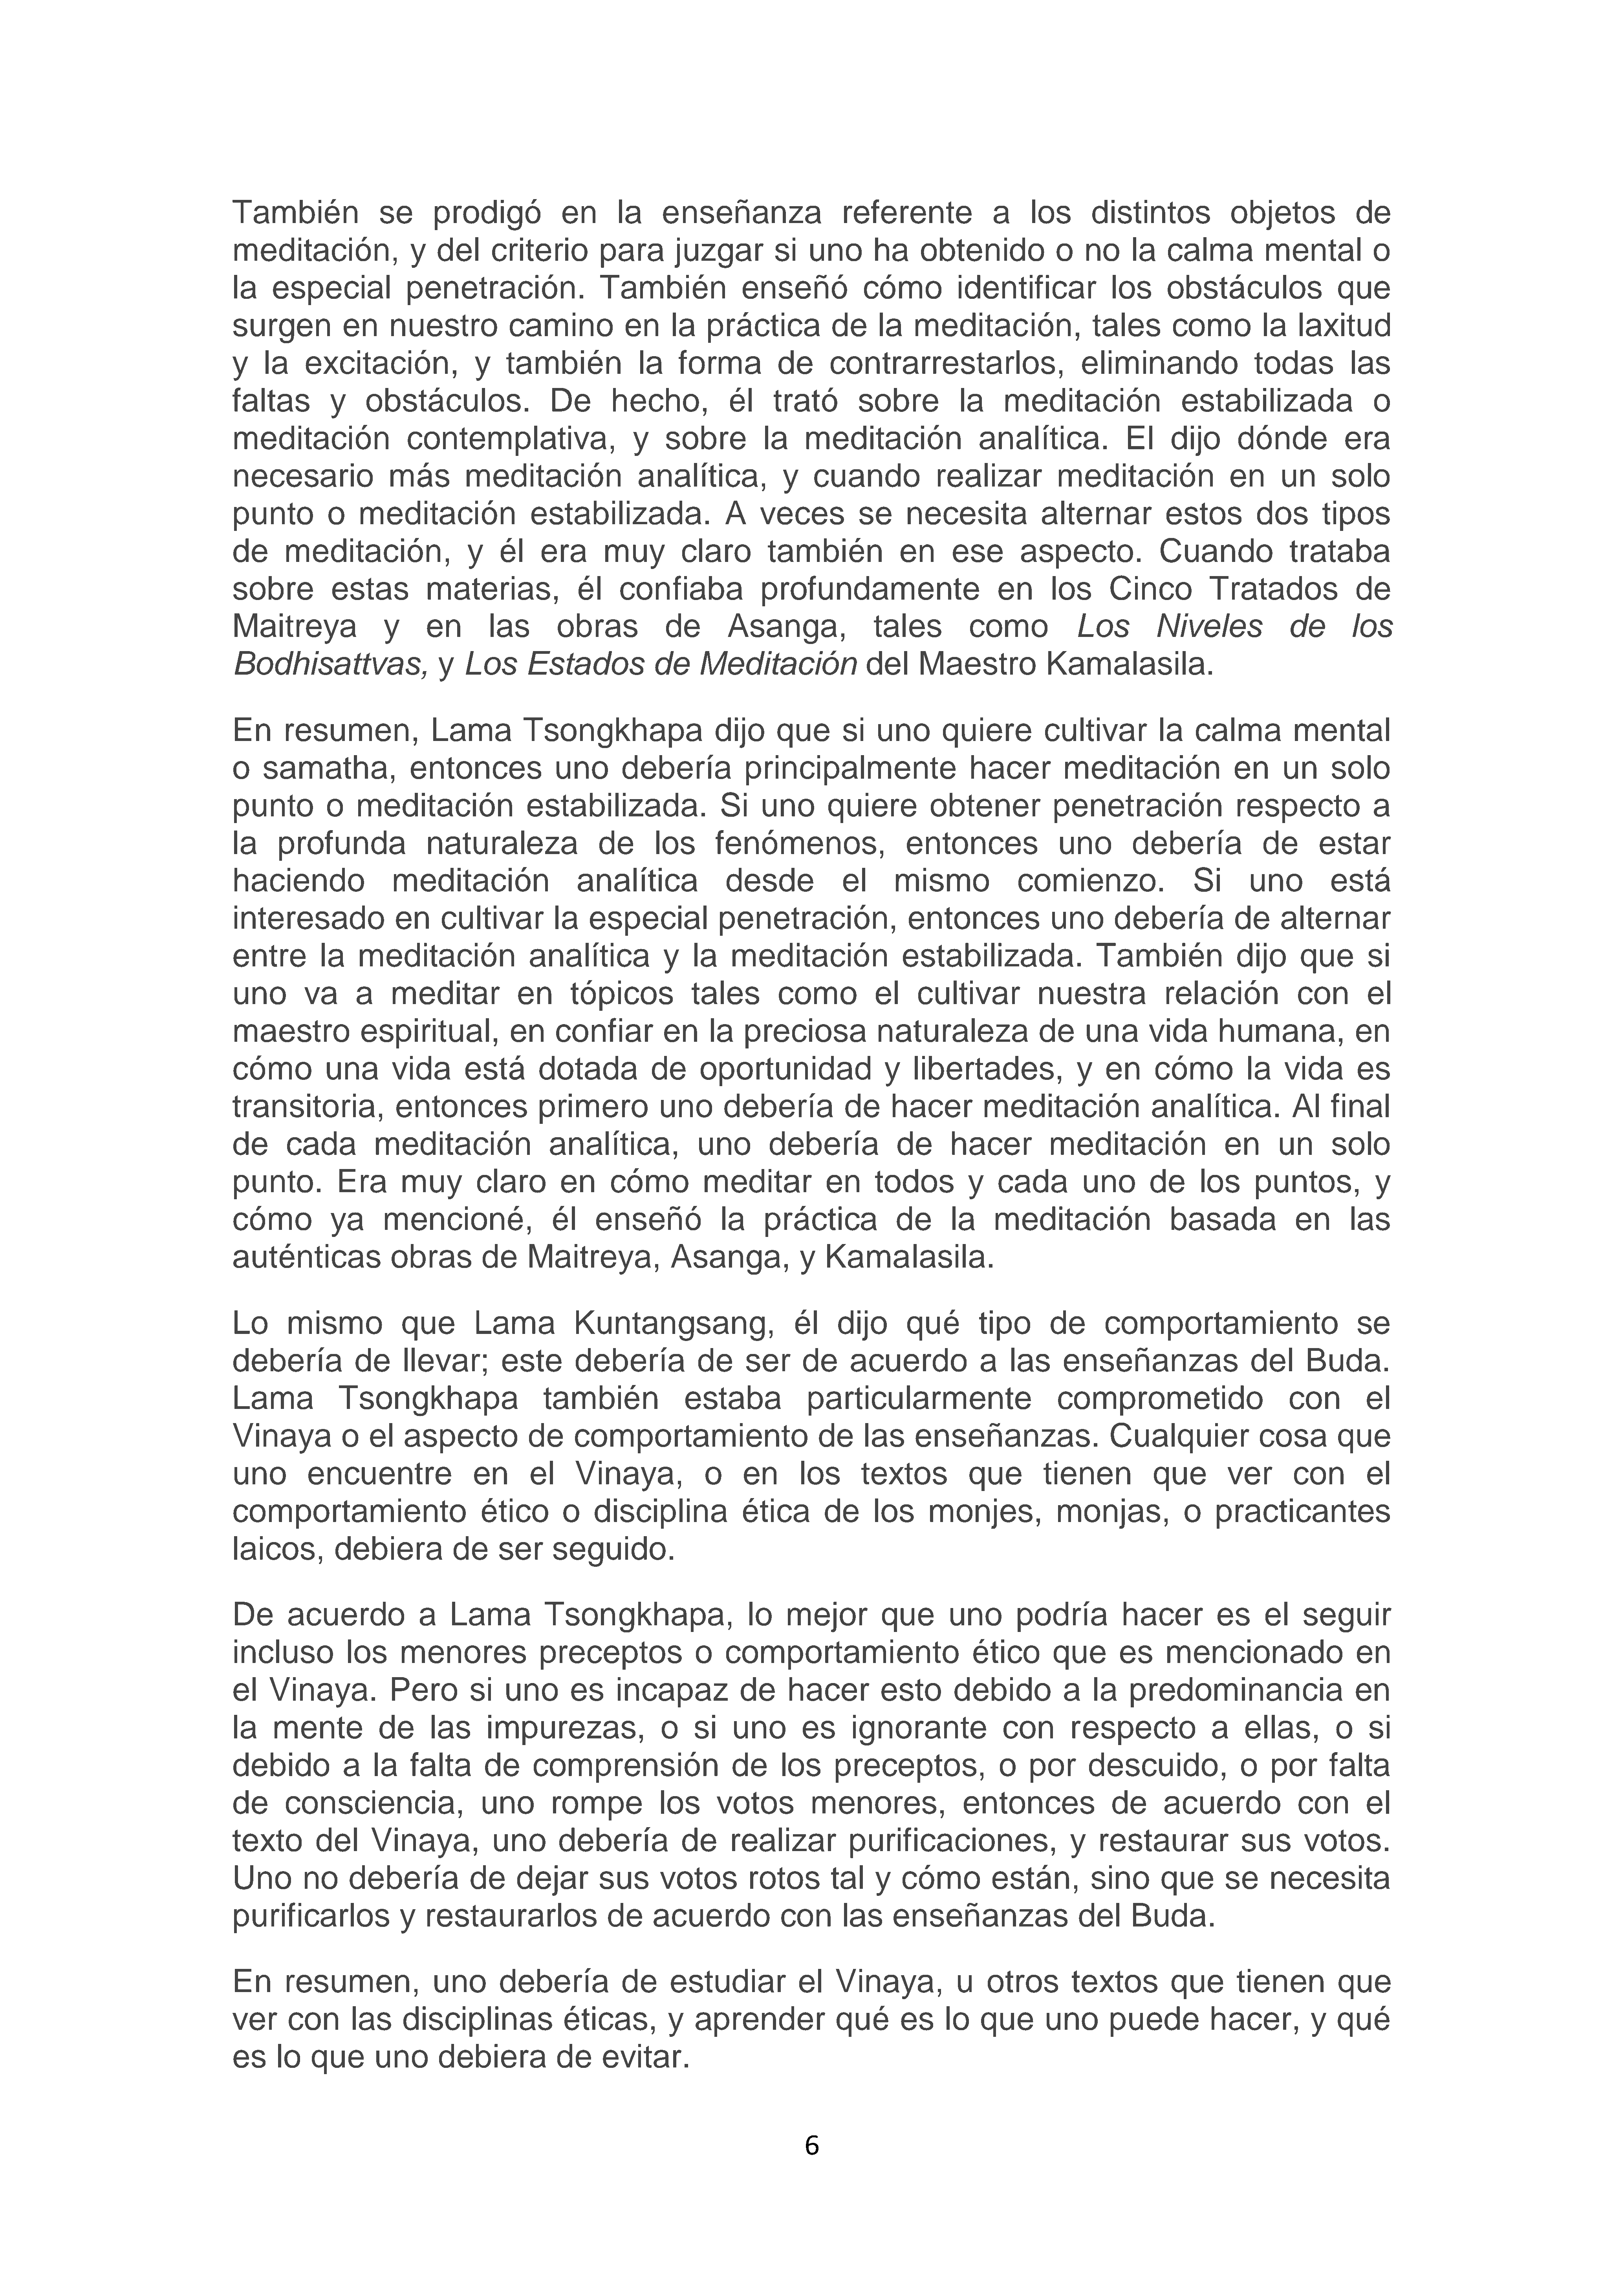 También se prodigó en la enseñanza referente a los distintos objetos de
meditación, y del criterio para juzgar si uno ha obtenido o no la calma mental o
la especial penetración. También enseñó cómo identificar los obstáculos que
surgen en nuestro camino en la práctica de la meditación, tales como la laxitud
y la excitación, y también la forma de contrarrestarlos, eliminando todas las
faltas y obstáculos. De hecho, él trató sobre la meditación estabilizada o
meditación contemplativa, y sobre la meditación analítica. El dijo dónde era
necesario más meditación analítica, y cuando realizar meditación en un solo
punto o meditación estabilizada. A veces se necesita alternar estos dos tipos
de meditación, y él era muy claro también en ese aspecto. Cuando trataba
sobre estas materias, él confiaba profundamente en los Cinco Tratados de
Maitreya y en las obras de Asanga, tales como Los Niveles de los
Bodhisattvas, y Los Estados de Meditación del Maestro Kamalasila.
En resumen, Lama Tsongkhapa dijo que si uno quiere cultivar la calma mental
o samatha, entonces uno debería principalmente hacer meditación en un solo
punto o meditación estabilizada. Si uno quiere obtener penetración respecto a
la profunda naturaleza de los fenómenos, entonces uno debería de estar
haciendo meditación analítica desde el mismo comienzo. Si uno está
interesado en cultivar la especial penetración, entonces uno debería de alternar
entre la meditación analítica y la meditación estabilizada. También dijo que si
uno va a meditar en tópicos tales como el cultivar nuestra relación con el
maestro espiritual, en confiar en la preciosa naturaleza de una vida humana, en
cómo una vida está dotada de oportunidad y libertades, y en cómo la vida es
transitoria, entonces primero uno debería de hacer meditación analítica. Al final
de cada meditación analítica, uno debería de hacer meditación en un solo
punto. Era muy claro en cómo meditar en todos y cada uno de los puntos, y
cómo ya mencioné, él enseñó la práctica de la meditación basada en las
auténticas obras de Maitreya, Asanga, y Kamalasila.
Lo mismo que Lama Kuntangsang, él dijo qué tipo de comportamiento se
debería de llevar; este debería de ser de acuerdo a las enseñanzas del Buda.
Lama Tsongkhapa también estaba particularmente comprometido con el
Vinaya o el aspecto de comportamiento de las enseñanzas. Cualquier cosa que
uno encuentre en el Vinaya, o en los textos que tienen que ver con el
comportamiento ético o disciplina ética de los monjes, monjas, o practicantes
laicos, debiera de ser seguido.
De acuerdo a Lama Tsongkhapa, lo mejor que uno podría hacer es el seguir
incluso los menores preceptos o comportamiento ético que es mencionado en
el Vinaya. Pero si uno es incapaz de hacer esto debido a la predominancia en
la mente de las impurezas, o si uno es ignorante con respecto a ellas, o si
debido a la falta de comprensión de los preceptos, o por descuido, o por falta
de consciencia, uno rompe los votos menores, entonces de acuerdo con el
texto del Vinaya, uno debería de realizar purificaciones, y restaurar sus votos.
Uno no debería de dejar sus votos rotos tal y cómo están, sino que se necesita
purificarlos y restaurarlos de acuerdo con las enseñanzas del Buda.
En resumen, uno debería de estudiar el Vinaya, u otros textos que tienen que
ver con las disciplinas éticas, y aprender qué es lo que uno puede hacer, y qué
es lo que uno debiera de evitar.
6